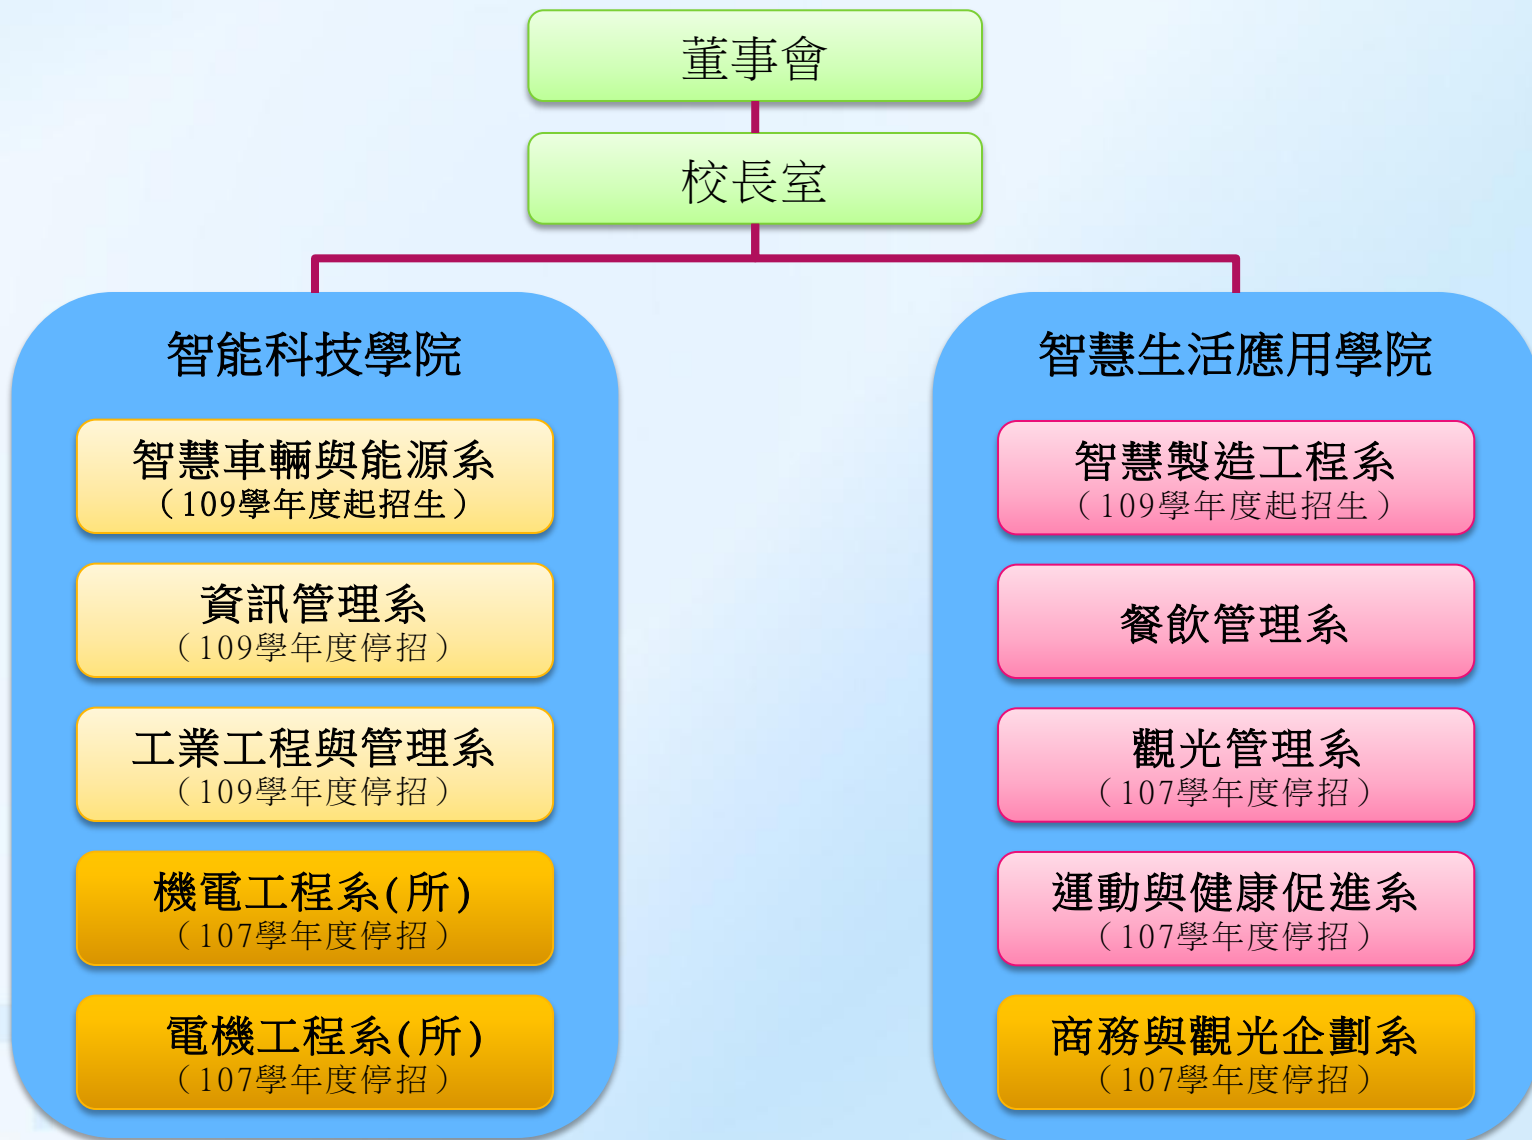 董事會
校長室
智能科技學院
智慧車輛與能源系
（109學年度起招生）
資訊管理系
（109學年度停招）
工業工程與管理系
（109學年度停招）
機電工程系(所)
（107學年度停招）
電機工程系(所)
（107學年度停招）
智慧生活應用學院
智慧製造工程系
（109學年度起招生）
餐飲管理系
觀光管理系
（107學年度停招）
運動與健康促進系
（107學年度停招）
商務與觀光企劃系
（107學年度停招）